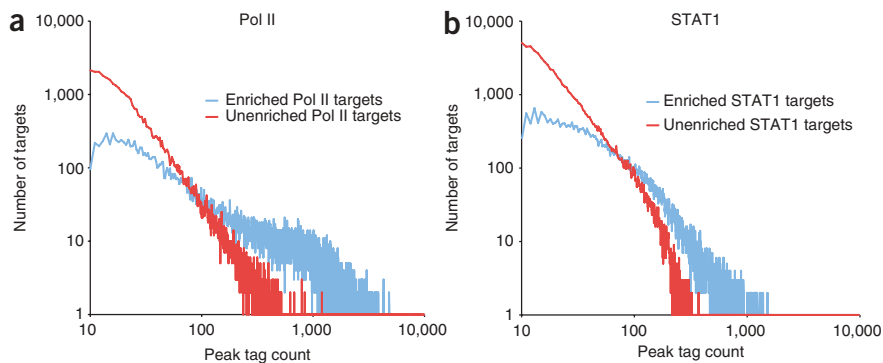 a
Pol II
10,000
1,000
100
10
1
Number of targets
Enriched Pol II targets
Unenriched Pol II targets
10
100
1,000
10,000
Peak tag count
b
STAT1
10,000
1,000
100
10
1
Number of targets
Enriched STAT1 targets
Unenriched STAT1 targets
10
100
1,000
10,000
Peak tag count